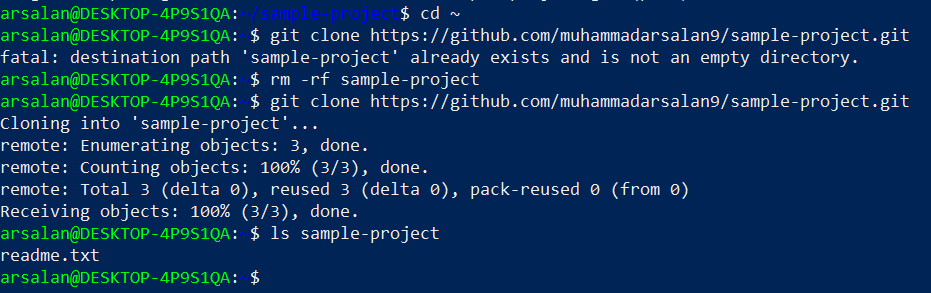 arsalan@DESKTOP-4P9S1QA:~/sample-project$ cd ~
arsalan@DESKTOP-4P9S1QA:~$ git clone https://github.com/muhammadarsalan9/sample-project.git
fatal: destination path 'sample-project' already exists and is not an empty directory.
arsalan@DESKTOP-4P9S1QA:~$ rm -rf sample-project
arsalan@DESKTOP-4P9S1QA:~$ git clone https://github.com/muhammadarsalan9/sample-project.git
Cloning into 'sample-project'...
remote: Enumerating objects: 3, done.
remote: Counting objects: 100% (3/3), done.
remote: Total 3 (delta 0), reused 3 (delta 0), pack-reused 0 (from 0)
Receiving objects: 100% (3/3), done.
arsalan@DESKTOP-4P9S1QA:~$ ls sample-project
readme.txt
arsalan@DESKTOP-4P9S1QA:~$